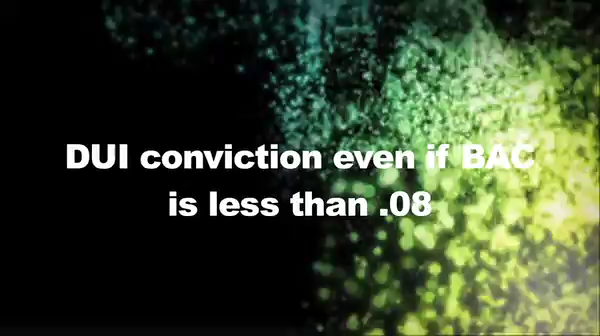 DUI conviction even if BAC
is less than .08